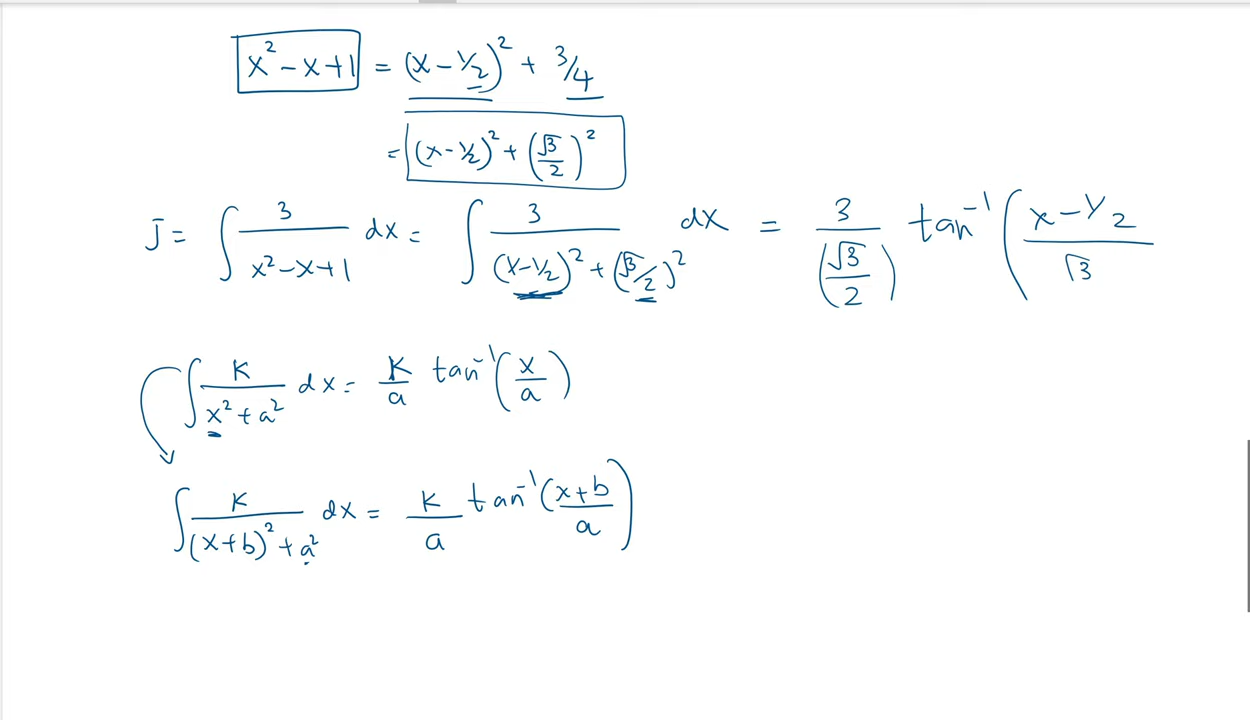 x² - x + 1 = (x - 1/2)² + 3/4
= (x - 1/2)² + (√3/2)²
J = ∫ 3/(x² - x + 1) dx = ∫ 3/((x - 1/2)² + (√3/2)²) dx = 3/(√3/2) tan⁻¹ ( (x - 1/2)/√3
∫ K/(x² + a²) dx = K/a tan⁻¹ (x/a)
∫ K/((x + b)² + a²) dx = K/a tan⁻¹ ((x + b)/a)